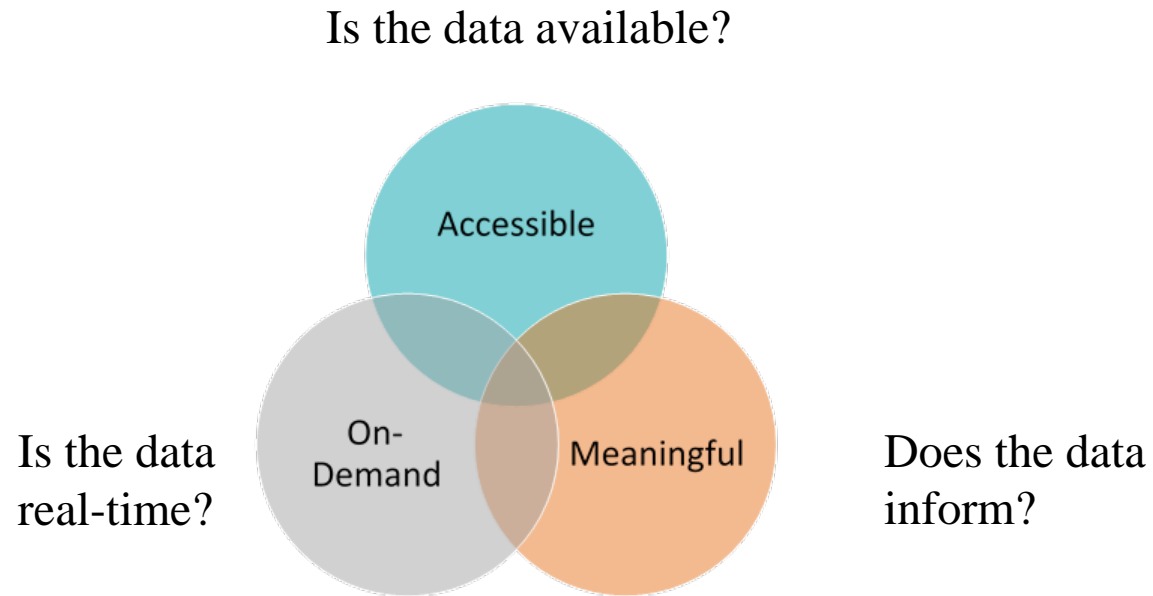 Is the data available?
Accessible
On-
Demand
Meaningful
Is the data
real-time?
Does the data
inform?